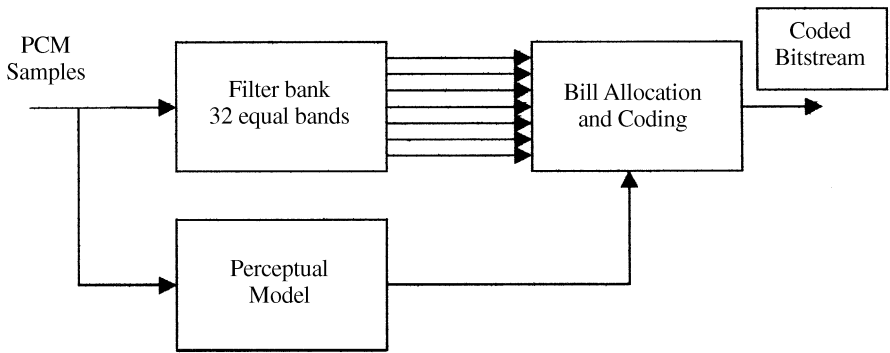 PCM
Samples
Filter bank
32 equal bands
Bill Allocation
and Coding
Coded
Bitstream
Perceptual
Model